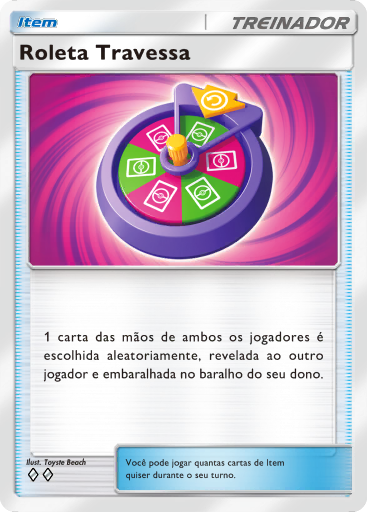 Item
TREINADOR
Roleta Travessa
1 carta das mãos de ambos os jogadores é
escolhida aleatoriamente, revelada ao outro
jogador e embaralhada no baralho do seu dono.
Ilust. Toyste Beach
Você pode jogar quantas cartas de Item
quiser durante o seu turno.